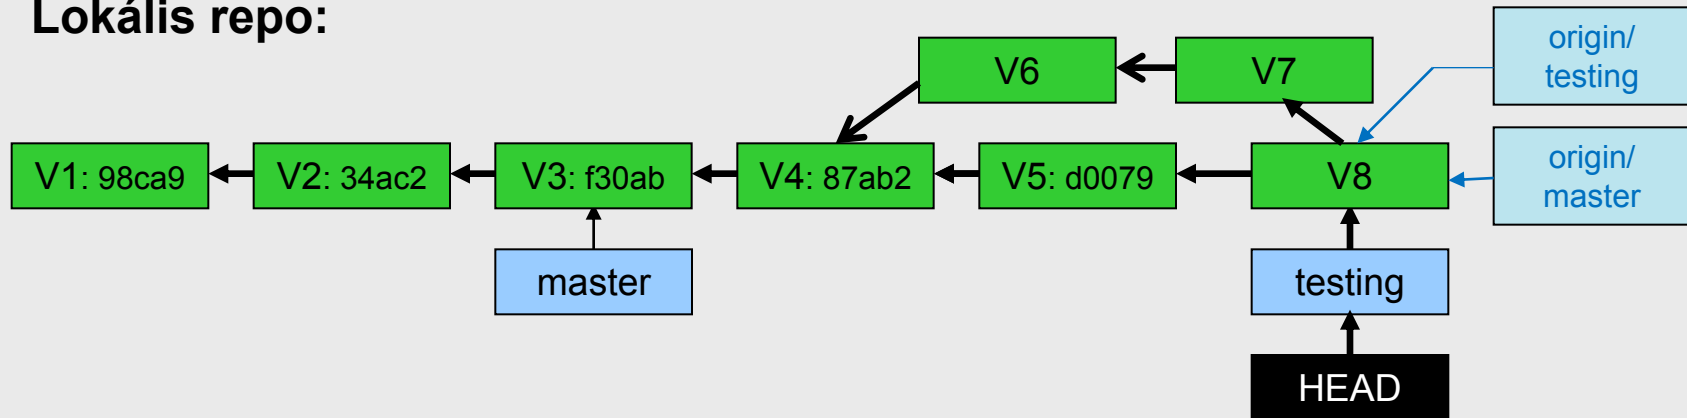 Lokális repo:
V6
V7
origin/
testing
V1: 98ca9
V2: 34ac2
V3: f30ab
V4: 87ab2
V5: d0079
V8
origin/
master
master
testing
HEAD